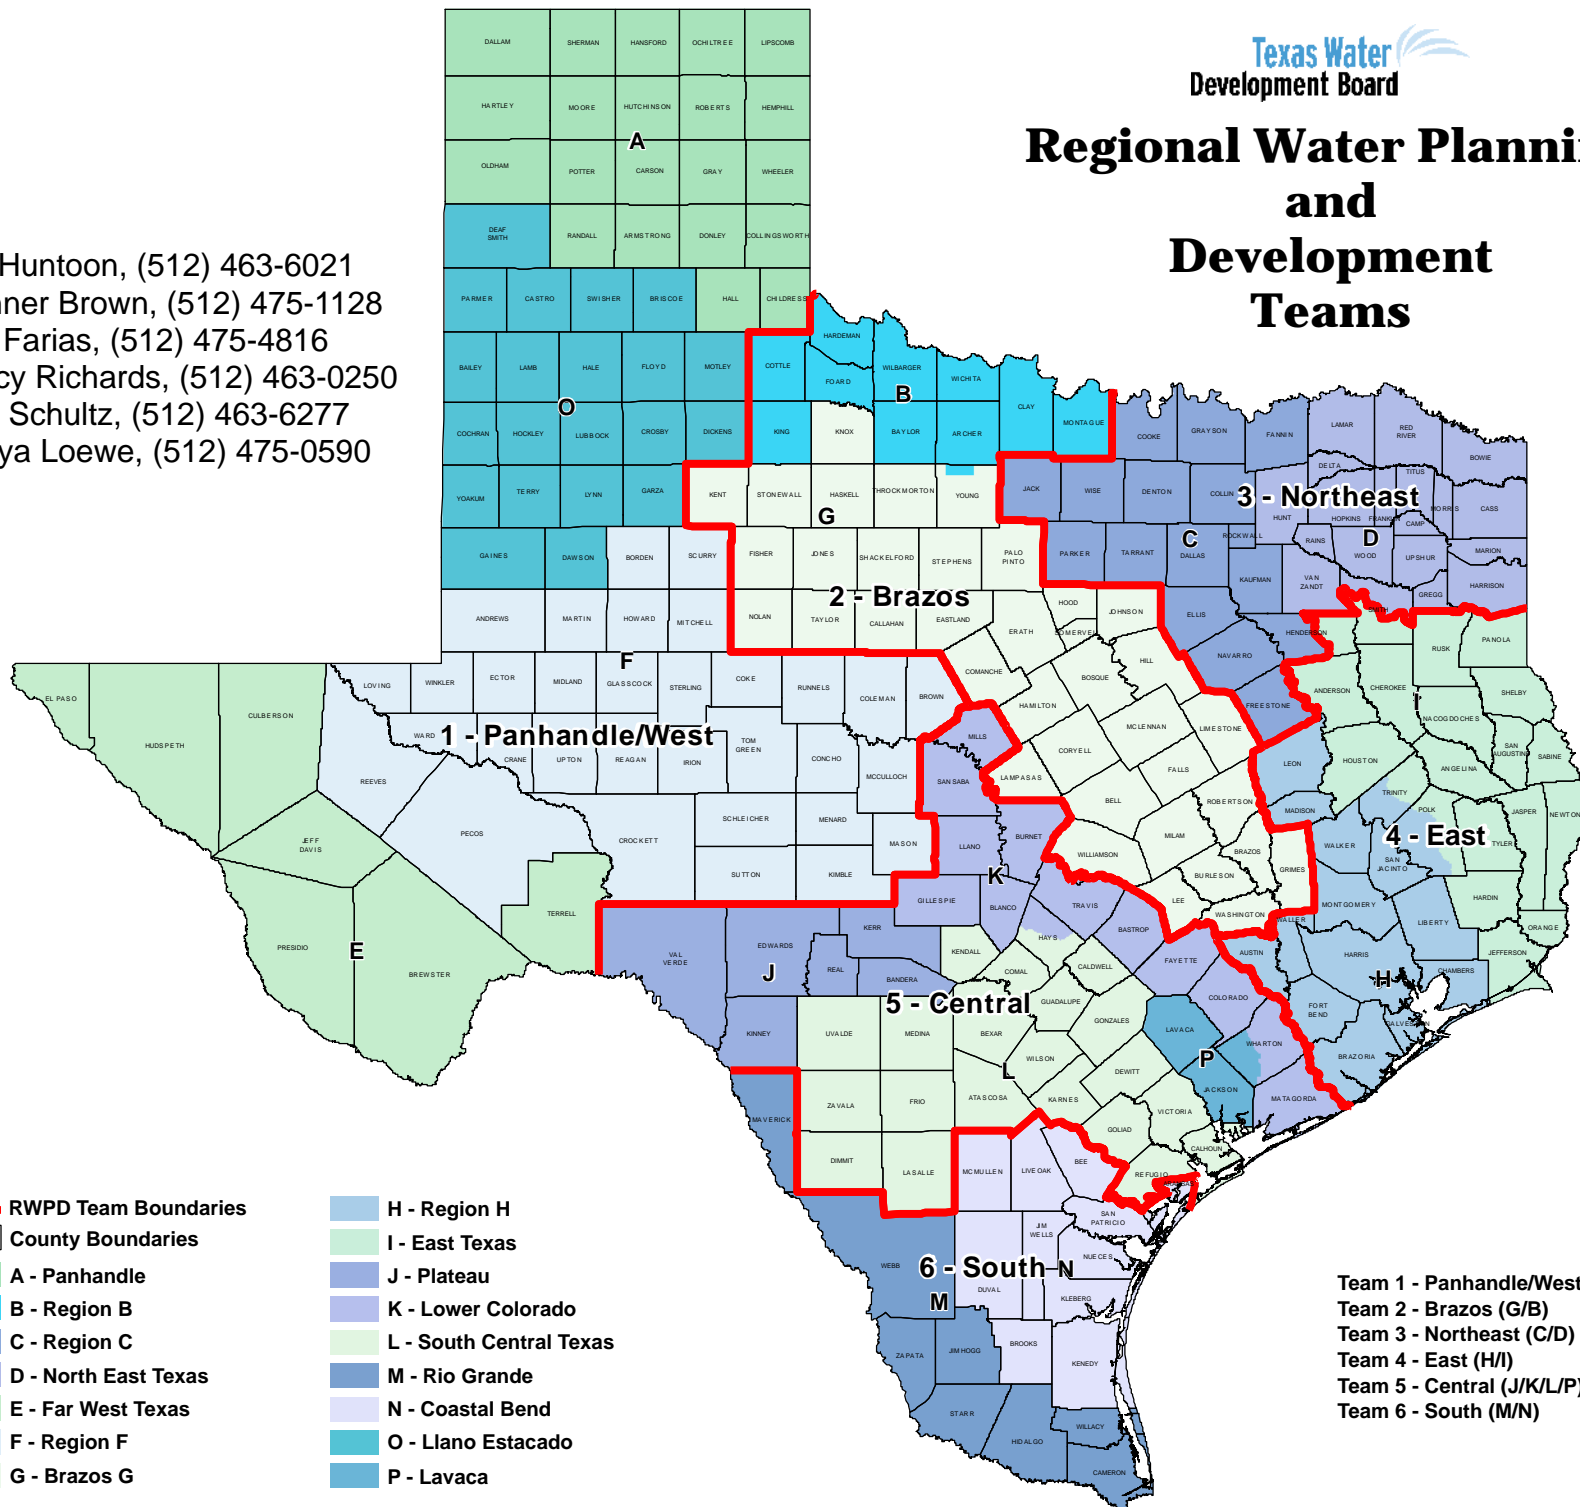 Texas Water
Development Board
Regional Water Planni
and
Development
Teams
Huntoon, (512) 463-6021
nner Brown, (512) 475-1128
Farias, (512) 475-4816
cy Richards, (512) 463-0250
Schultz, (512) 463-6277
ya Loewe, (512) 475-0590
DALLAM SHERMAN HANSFORD OCHILTREE LIPSCOMB
HARTLEY MOORE HUTCHINSON ROBERTS HEMPHILL
A
OLDHAM POTTER CARSON GRAY WHEELER
DEAF
SMITH
RANDALL ARMSTRONG DONLEY COLLINGSWORTH
PARMER CASTRO SWISHER BRISCOE HALL CHILDRESS
BAILEY LAMB HALE FLOYD MOTLEY COTTLE
HARDEMAN FOARD WILBARGER WICHITA
B
CLAY MONTAGUE
O
COCHRAN HOCKLEY LUBBOCK CROSBY DICKENS KING KNOX BAYLOR ARCHER
COOKE GRAYSON FANNIN LAMAR RED
RIVER
BOWIE
YOAKUM TERRY LYNN GARZA KENT STONEWALL HASKELL THROCKMORTON YOUNG
G
JACK WISE DENTON COLLIN
3 - Northeast
DELTA TITUS HUNT HOPKINS FRANKLIN CAMP MORRIS CASS
GAINES DAWSON BORDEN SCURRY FISHER JONES SHACKELFORD STEPHENS PALO
PINTO
PARKER TARRANT DALLAS ROCKWALL RAINS WOOD UPSHUR MARION
C
D
KAUFMAN VAN
ZANDT
GREGG HARRISON
2 - Brazos
ANDREWS MARTIN HOWARD MITCHELL NOLAN TAYLOR CALLAHAN EASTLAND
ERATH HOOD SOMERVELL JOHNSON ELLIS HENDERSON SMITH
HILL NAVARRO RUSK PANOLA
EL PASO HUDSPETH CULBERSON
LOVING WINKLER ECTOR MIDLAND GLASSCOCK STERLING COKE RUNNELS COLEMAN BROWN
F
COMANCHE BOSQUE HAMILTON FREESTONE ANDERSON CHEROKEE SHELBY
1 - Panhandle/West
WARD CRANE UPTON REAGAN IRION TOM
GREEN
CONCHO MCCULLOCH
MILLS SAN SABA LAMPASAS CORYELL MCLENNAN LIMESTONE
LEON HOUSTON NACOGDOCHES SAN
AUGUSTINE
SABINE ANGELINA
I
REEVES PECOS CROCKETT SCHLEICHER MENARD MASON
BELL FALLS ROBERTSON MADISON TRINITY POLK JASPER NEWTON
4 - East
JEFF
DAVIS
SUTTON KIMBLE LLANO BURNET WILLIAMSON MILAM BRAZOS GRIMES WALKER SAN
JACINTO
TYLER
K
TERRELL GILLESPIE BLANCO TRAVIS LEE BURLESON WASHINGTON MONTGOMERY LIBERTY HARDIN
PRESIDIO BREWSTER
E
VAL
VERDE
EDWARDS KERR REAL BANDERA KENDALL HAYS BASTROP FAYETTE AUSTIN WALLER HARRIS ORANGE
J
JEFFERSON CHAMBERS
H
COMAL CALDWELL
5 - Central
KINNEY UVALDE MEDINA BEXAR GUADALUPE GONZALES COLORADO FORT
BEND
GALVESTON
LAVACA WHARTON BRAZORIA
P
WILSON DEWITT
L
MAVERICK ZAVALA FRIO ATASCOSA KARNES JACKSON MATAGORDA
VICTORIA GOLIAD CALHOUN
DIMMIT LA SALLE MCMULLEN LIVE OAK BEE REFUGIO ARANSAS
SAN
PATRICIO
JIM
WELLS
NUECES
WEBB
6 - South
N
DUVAL KLEBERG
M
ZAPATA JIM HOGG BROOKS KENEDY
STARR HIDALGO WILLACY CAMERON
RWPD Team Boundaries
County Boundaries
A - Panhandle
B - Region B
C - Region C
D - North East Texas
E - Far West Texas
F - Region F
G - Brazos G
H - Region H
I - East Texas
J - Plateau
K - Lower Colorado
L - South Central Texas
M - Rio Grande
N - Coastal Bend
O - Llano Estacado
P - Lavaca
Team 1 - Panhandle/West
Team 2 - Brazos (G/B)
Team 3 - Northeast (C/D)
Team 4 - East (H/I)
Team 5 - Central (J/K/L/P)
Team 6 - South (M/N)